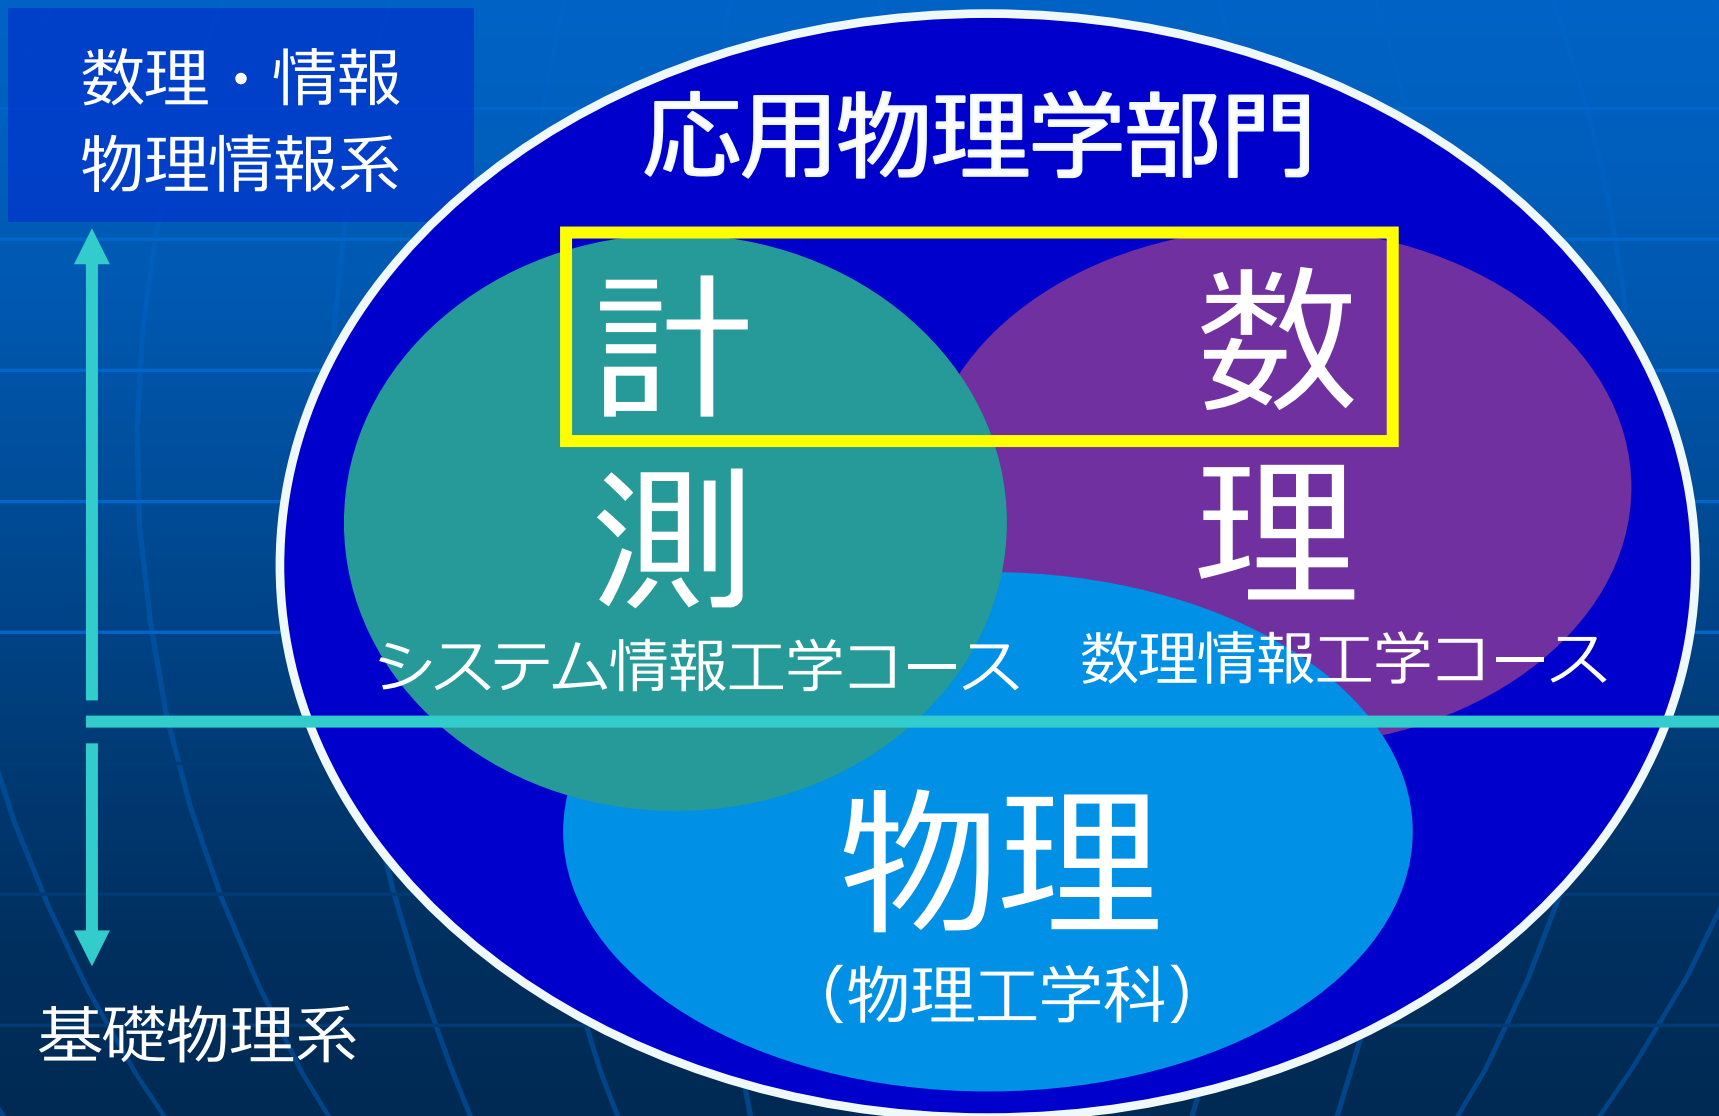 数理・情報
物理情報系
応用物理学部門
計
測
数
理
システム情報工学コース
数理情報工学コース
物理
（物理工学科）
基礎物理系